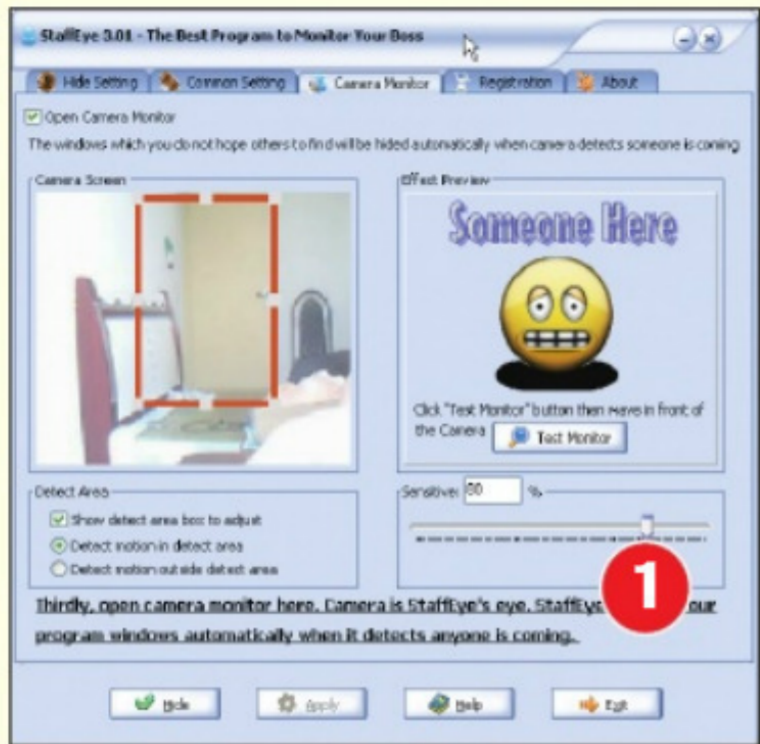 StaffEye 3.01 - The Best Program to Monitor Your Boss
Hide Setting
Common Setting
Camera Monitor
Registration
About
Open Camera Monitor
The windows which you do not hope others to find will be hided automatically when camera detects someone is coming
Camera Screen
Effect Preview
Someone Here
Click "Test Monitor" button then move in front of
the Camera
Test Monitor
Detect Area
Show detect area box to adjust
Detect motion in detect area
Detect motion outside detect area
Sensitive: 80 %
1
Thirdly, open camera monitor here. Camera is StaffEye's eye. our
program windows automatically when it detects anyone is coming.
Hide
Apply
Help
Exit